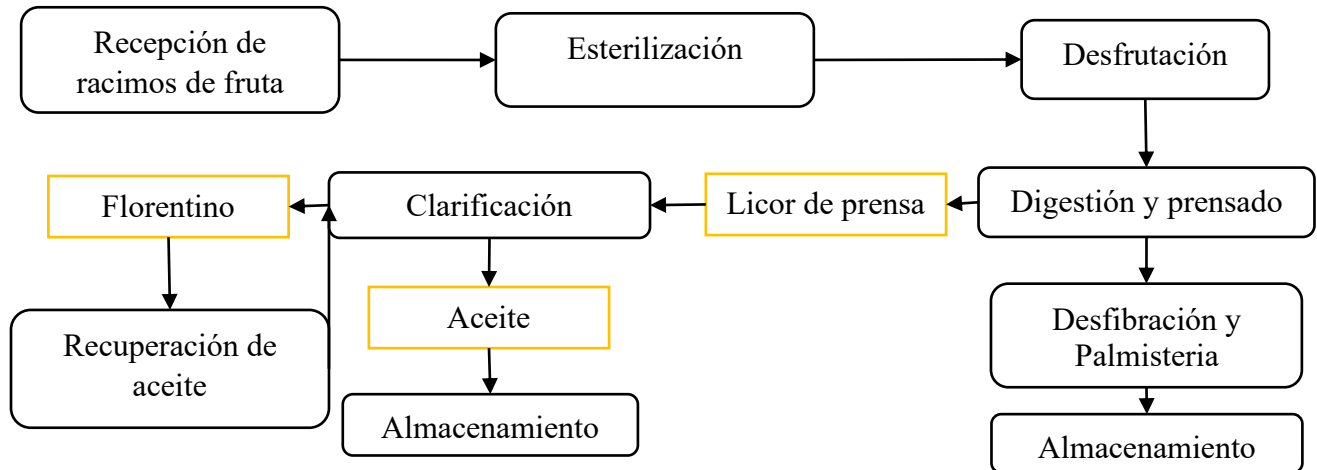 Recepción de
racimos de fruta
Esterilización
Desfrutación
Florentino
Clarificación
Licor de prensa
Digestión y prensado
Recuperación de
aceite
Aceite
Desfibración y
Palmisteria
Almacenamiento
Almacenamiento